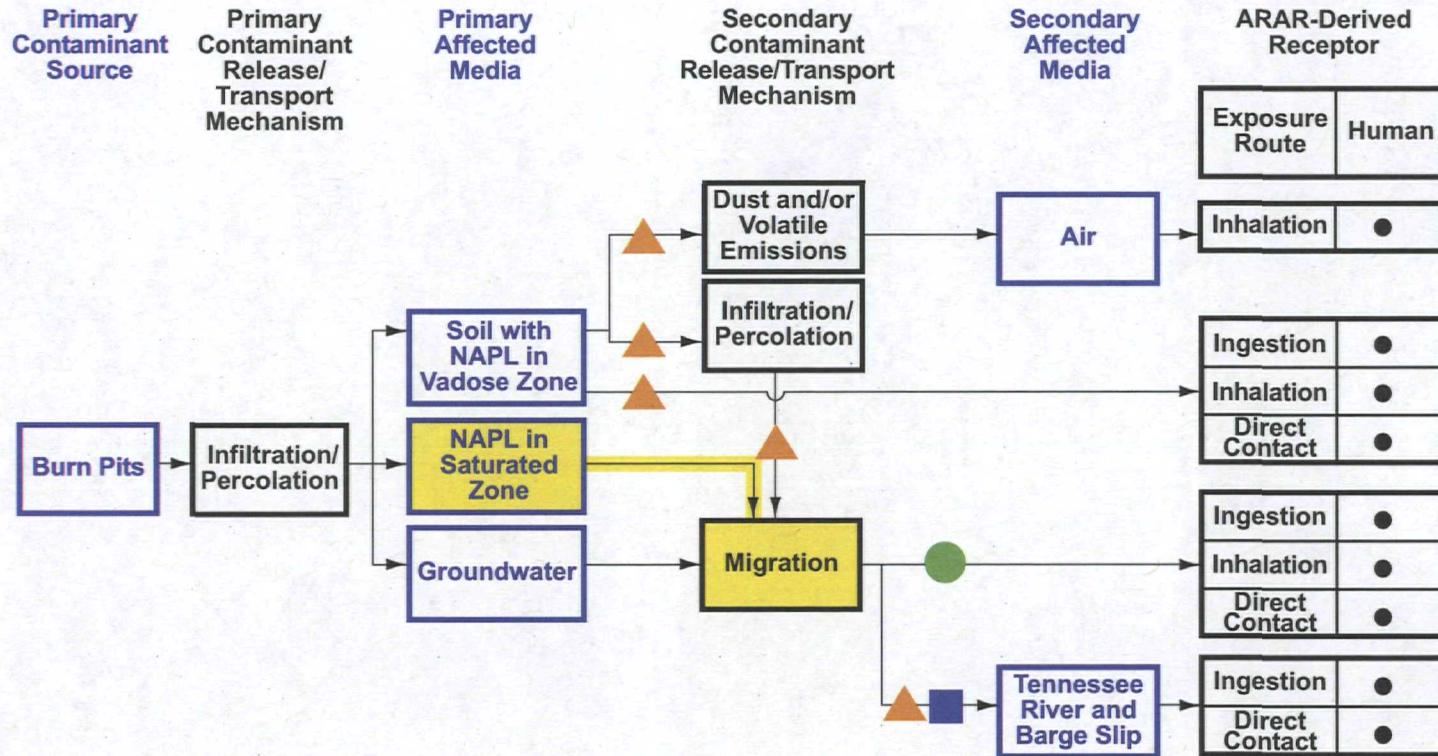 Primary
Contaminant
Source
Primary
Contaminant
Release/
Transport
Mechanism
Primary
Affected
Media
Secondary
Contaminant
Release/Transport
Mechanism
Secondary
Affected
Media
ARAR-Derived
Receptor
Exposure
Route
Human
Dust and/or
Volatile
Emissions
Air
Inhalation
Infiltration/
Percolation
Soil with
NAPL in
Vadose Zone
Ingestion
Inhalation
Direct
Contact
Burn Pits
Infiltration/
Percolation
NAPL in
Saturated
Zone
Groundwater
Migration
Ingestion
Inhalation
Direct
Contact
Tennessee
River and
Barge Slip
Ingestion
Direct
Contact